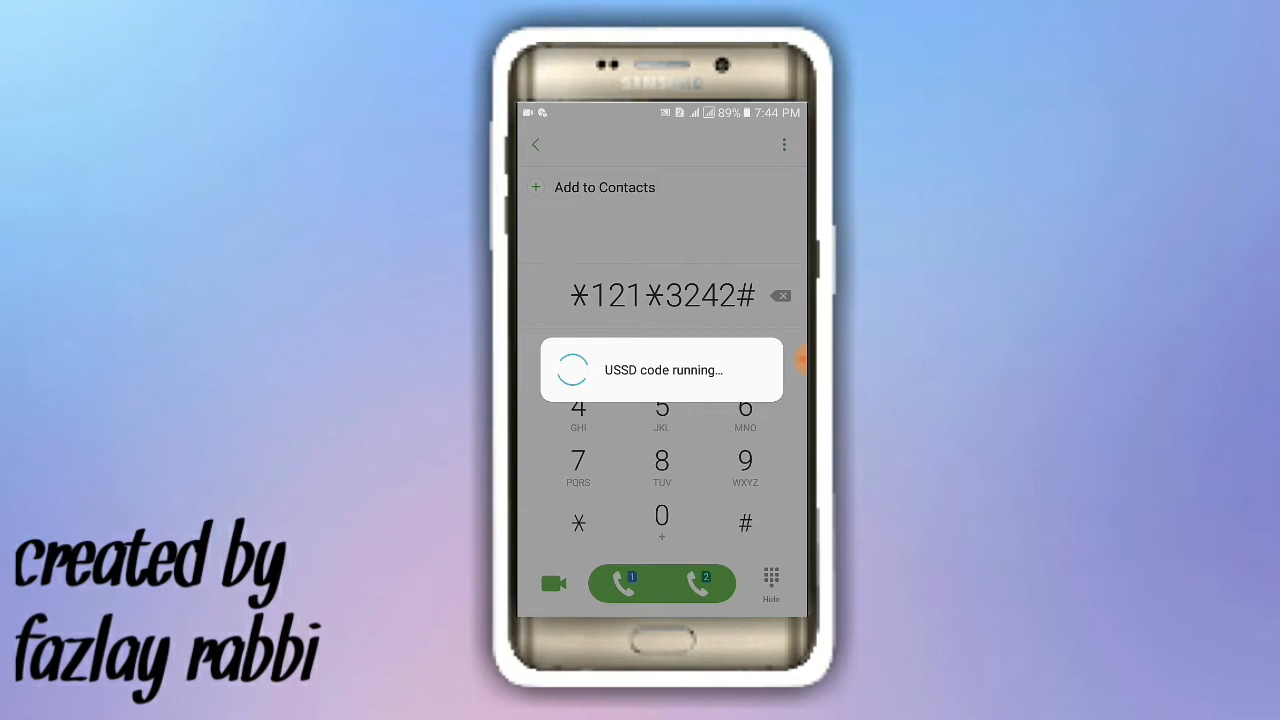 SAMSUNG
89% 7:44 PM
Add to Contacts
*121*3242#
USSD code running...
4 5 6
GHI JKL MNO
7 8 9
PQRS TUV WXYZ
* 0 #
+
1 2
Hide
created by
fazlay rabbi